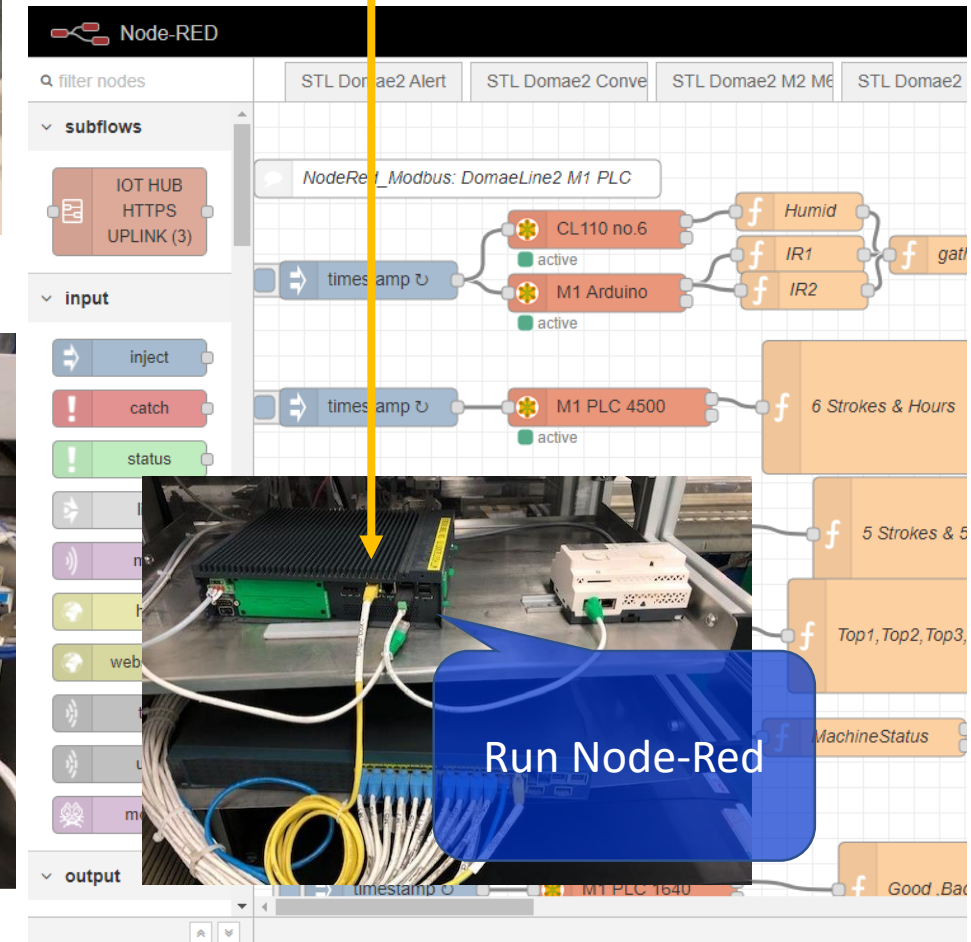 Node-RED
filter nodes
STL Domae2 Alert
STL Domae2 Conve
STL Domae2 M2 M6
STL Domae2
subflows
IOT HUB
HTTPS
UPLINK (3)
NodeRed_Modbus: DomaeLine2 M1 PLC
CL110 no.6
active
Humid
timestamp
M1 Arduino
active
IR1
IR2
gath
input
inject
catch
status
timestamp
M1 PLC 4500
active
6 Strokes & Hours
5 Strokes & 5
web
Top1,Top2,Top3,
MachineStatus
Run Node-Red
output
timestamp
M1 PLC 1640
Good ,Bad